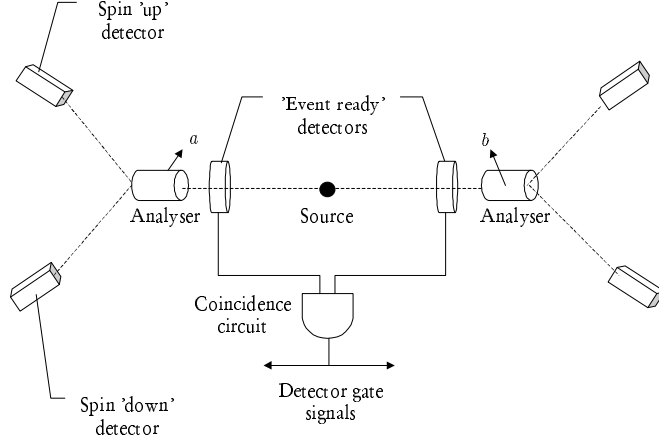 Spin 'up'
detector
'Event ready'
detectors
a
b
Analyser
Source
Analyser
Coincidence
circuit
Detector gate
signals
Spin 'down'
detector